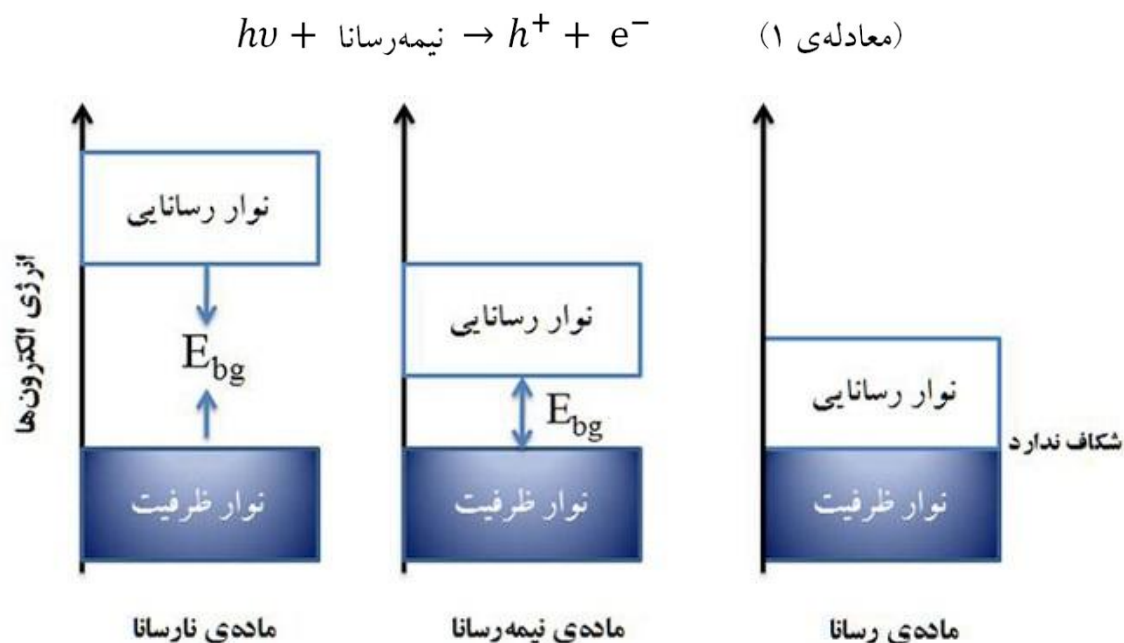 hυ + نیمه‌رسانا → h⁺ + e⁻ (معادله‌ی ۱)
نوار رسانایی
نوار رسانایی
نوار رسانایی
انرژی الکترون‌ها
E_bg
E_bg
شکاف ندارد
نوار ظرفیت
نوار ظرفیت
نوار ظرفیت
ماده‌ی نارسانا
ماده‌ی نیمه‌رسانا
ماده‌ی رسانا